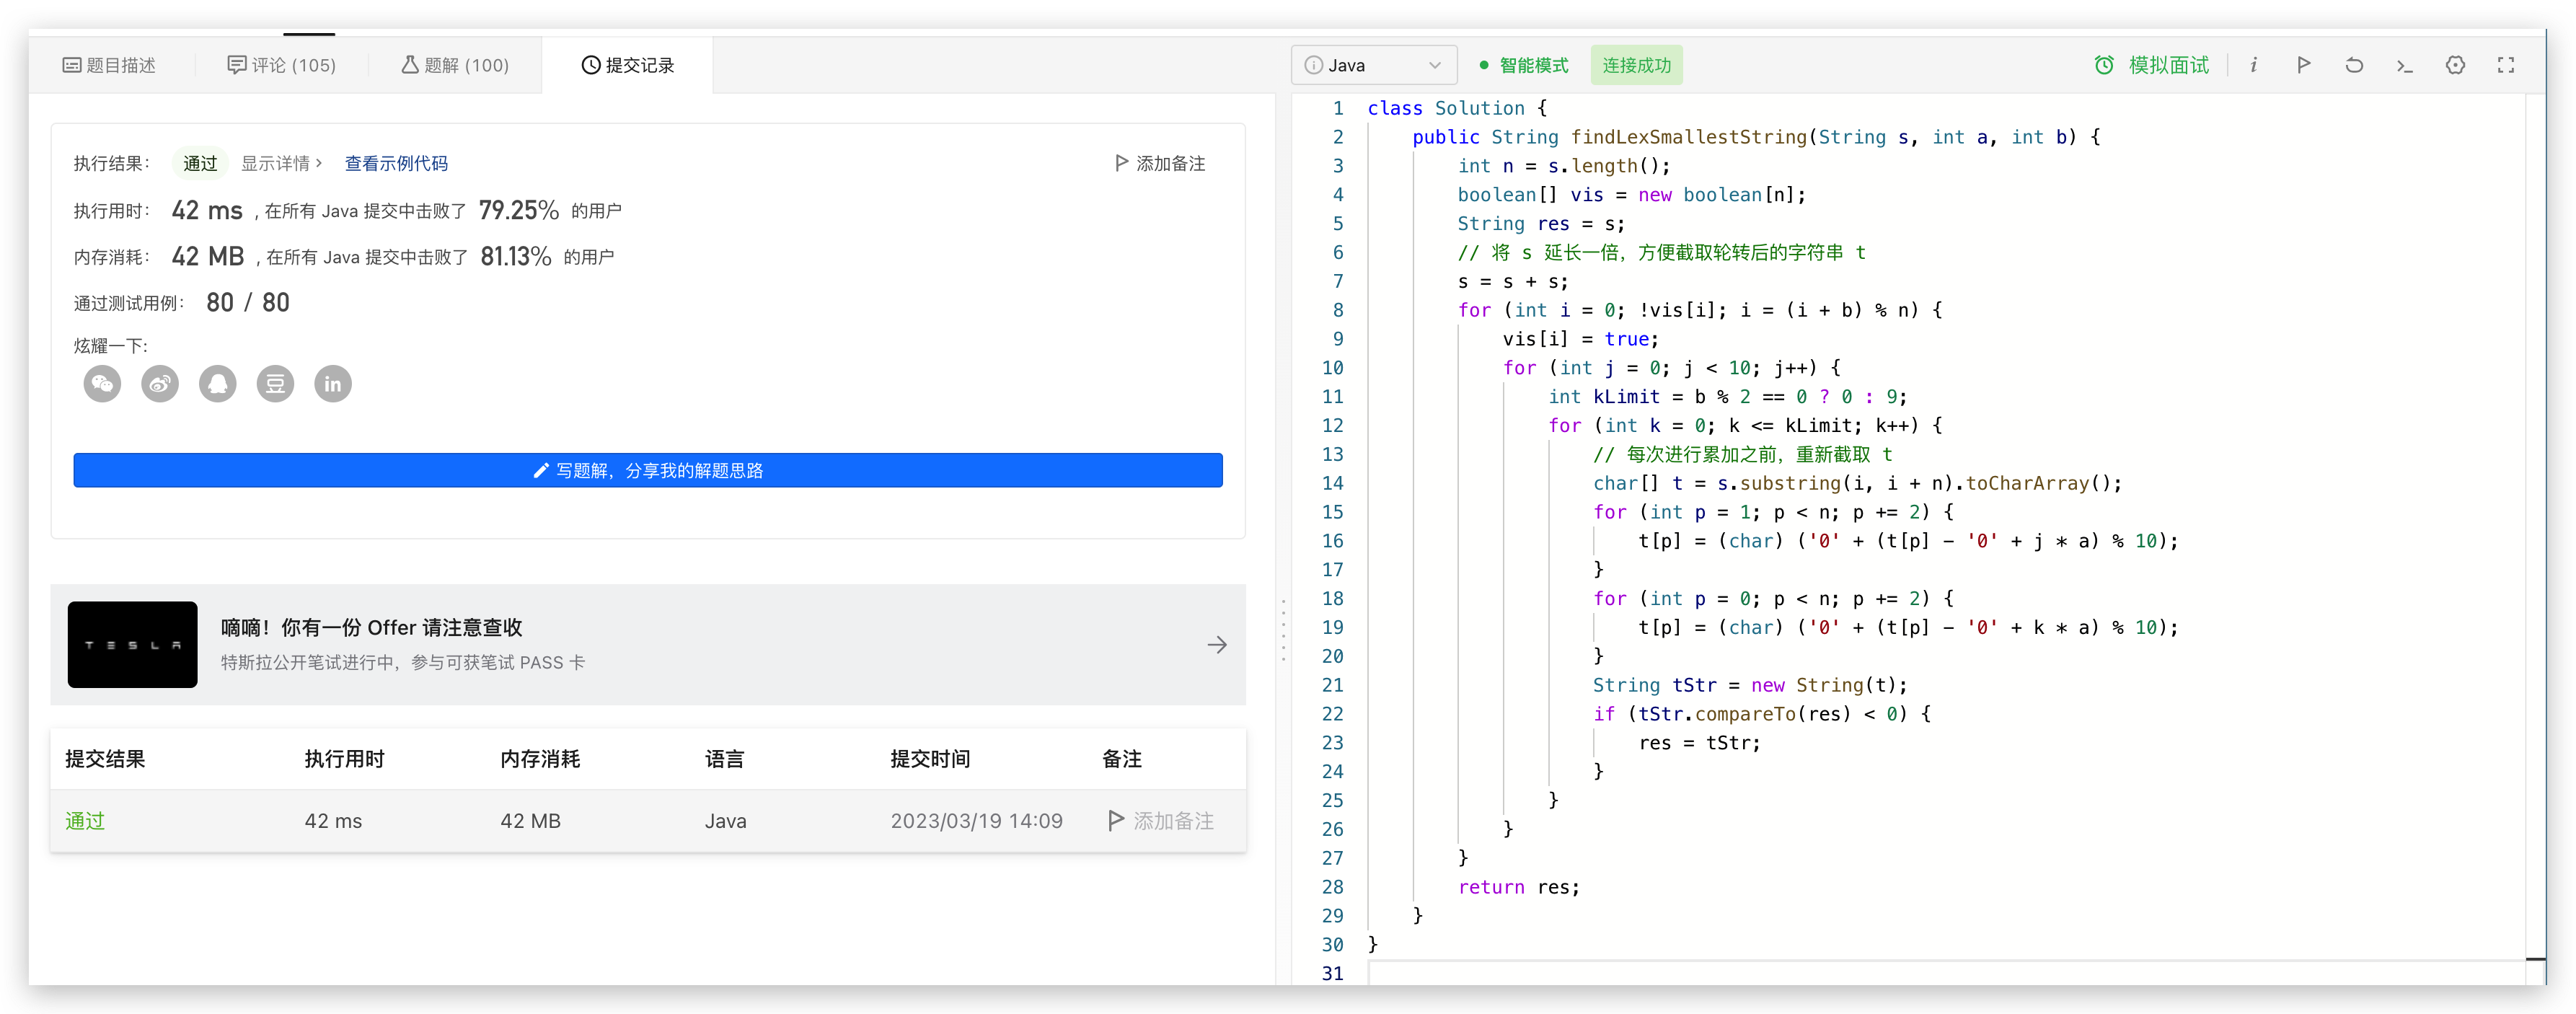 题目描述
评论 (105)
题解 (100)
提交记录
执行结果：
通过
显示详情 >
查看示例代码
添加备注
执行用时：
42 ms , 在所有 Java 提交中击败了 79.25% 的用户
内存消耗：
42 MB , 在所有 Java 提交中击败了 81.13% 的用户
通过测试用例：
80 / 80
炫耀一下:
豆
in
写题解，分享我的解题思路
TESLA
嘀嘀！你有一份 Offer 请注意查收
特斯拉公开笔试进行中，参与可获笔试 PASS 卡
提交结果 执行用时 内存消耗 语言 提交时间 备注
通过 42 ms 42 MB Java 2023/03/19 14:09 添加备注
Java
智能模式
连接成功
模拟面试
1 class Solution {
2     public String findLexSmallestString(String s, int a, int b) {
3         int n = s.length();
4         boolean[] vis = new boolean[n];
5         String res = s;
6         // 将 s 延长一倍，方便截取轮转后的字符串 t
7         s = s + s;
8         for (int i = 0; !vis[i]; i = (i + b) % n) {
9             vis[i] = true;
10             for (int j = 0; j < 10; j++) {
11                 int kLimit = b % 2 == 0 ? 0 : 9;
12                 for (int k = 0; k <= kLimit; k++) {
13                     // 每次进行累加之前，重新截取 t
14                     char[] t = s.substring(i, i + n).toCharArray();
15                     for (int p = 1; p < n; p += 2) {
16                         t[p] = (char) ('0' + (t[p] - '0' + j * a) % 10);
17                     }
18                     for (int p = 0; p < n; p += 2) {
19                         t[p] = (char) ('0' + (t[p] - '0' + k * a) % 10);
20                     }
21                     String tStr = new String(t);
22                     if (tStr.compareTo(res) < 0) {
23                         res = tStr;
24                     }
25                 }
26             }
27         }
28         return res;
29     }
30 }
31